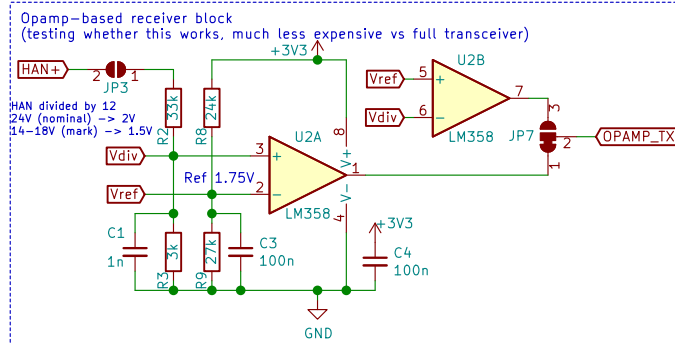 Opamp-based receiver block
(testing whether this works, much less expensive vs full transceiver)
+3V3
HAN+
2
1
JP3
HAN divided by 12
24V (nominal) -> 2V
14-18V (mark) -> 1.5V
R2
33k
R8
24k
U2B
Vref
5
+
Vdiv
6
-
7
LM358
3
JP7
2
1
OPAMP_TX
U2A
8
V+
Vdiv
3
+
Vref
Ref 1.75V
2
-
1
V-
4
LM358
C1
1n
R3
3k
R9
27k
C3
100n
+3V3
C4
100n
GND